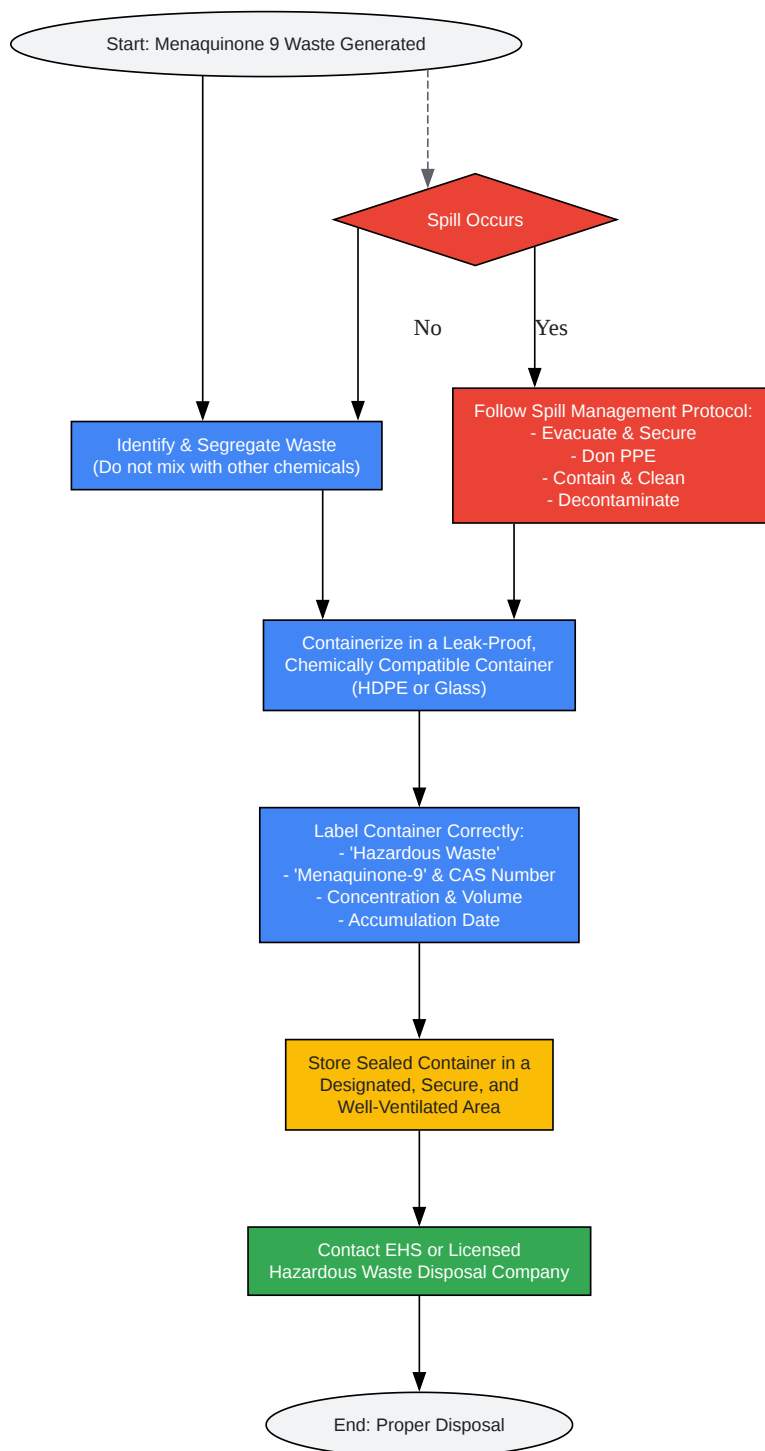 Start: Menaquinone 9 Waste Generated
Spill Occurs
No
Yes
Follow Spill Management Protocol:
- Evacuate & Secure
- Don PPE
- Contain & Clean
- Decontaminate
Identify & Segregate Waste
(Do not mix with other chemicals)
Containerize in a Leak-Proof,
Chemically Compatible Container
(HDPE or Glass)
Label Container Correctly:
- 'Hazardous Waste'
- 'Menaquinone-9' & CAS Number
- Concentration & Volume
- Accumulation Date
Store Sealed Container in a
Designated, Secure, and
Well-Ventilated Area
Contact EHS or Licensed
Hazardous Waste Disposal Company
End: Proper Disposal